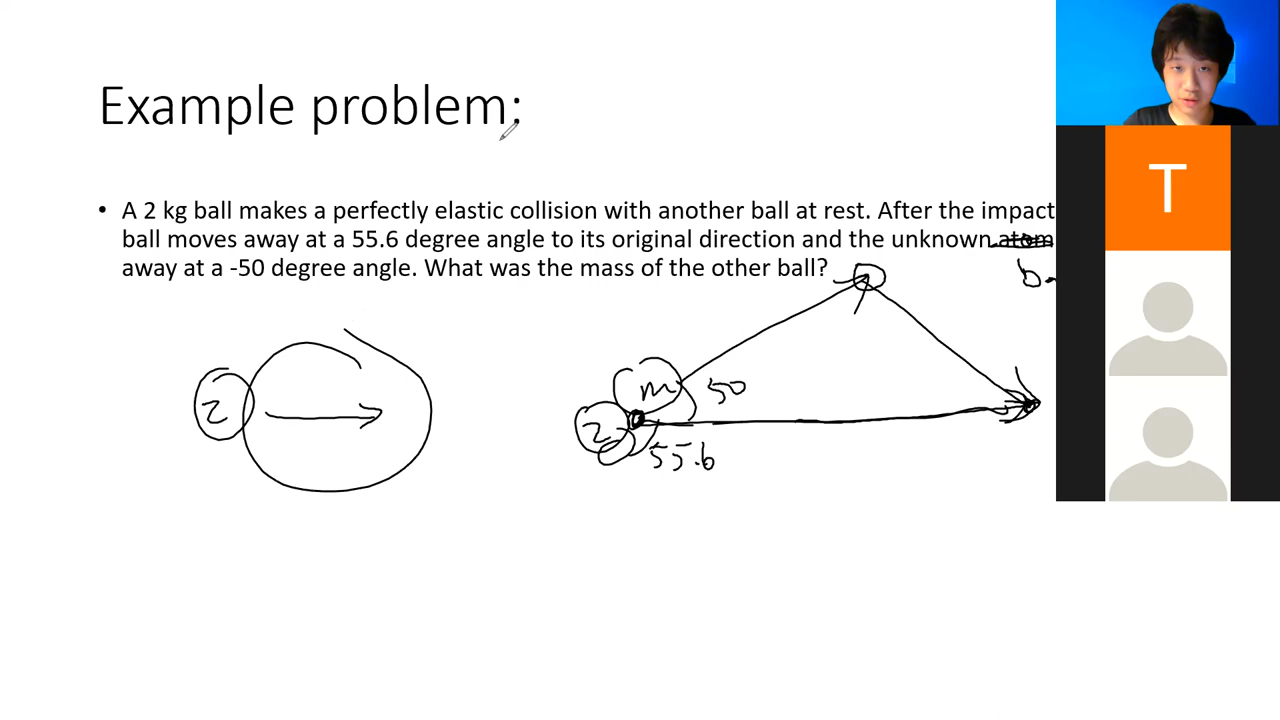 Example problem:
• A 2 kg ball makes a perfectly elastic collision with another ball at rest. After the impact
ball moves away at a 55.6 degree angle to its original direction and the unknown atom
away at a -50 degree angle. What was the mass of the other ball?
2
m
50
2
55.6
T